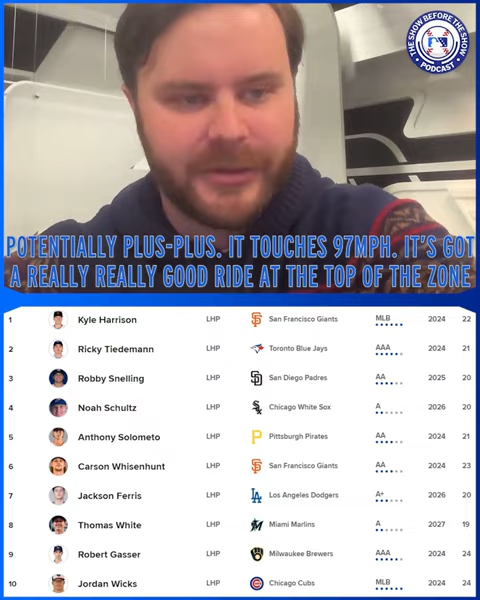 THE SHOW BEFORE THE SHOW
PODCAST
POTENTIALLY PLUS-PLUS. IT TOUCHES 97MPH. IT'S GOT
A REALLY REALLY GOOD RIDE AT THE TOP OF THE ZONE
1 Kyle Harrison LHP San Francisco Giants MLB 2024 22
2 Ricky Tiedemann LHP Toronto Blue Jays AAA 2024 21
3 Robby Snelling LHP San Diego Padres AA 2025 20
4 Noah Schultz LHP Chicago White Sox A 2026 20
5 Anthony Solometo LHP Pittsburgh Pirates AA 2024 21
6 Carson Whisenhunt LHP San Francisco Giants AA 2024 23
7 Jackson Ferris LHP Los Angeles Dodgers A+ 2026 20
8 Thomas White LHP Miami Marlins A 2027 19
9 Robert Gasser LHP Milwaukee Brewers AAA 2024 24
10 Jordan Wicks LHP Chicago Cubs MLB 2024 24